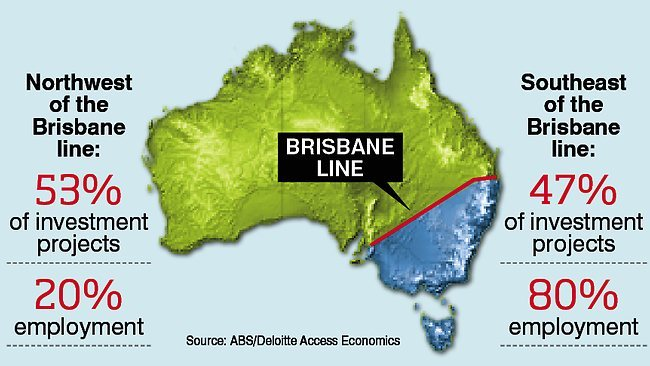 Northwest
of the
Brisbane
line:
53%
of investment
projects
20%
employment
BRISBANE
LINE
Southeast
of the
Brisbane
line:
47%
of investment
projects
80%
employment
Source: ABS/Deloitte Access Economics